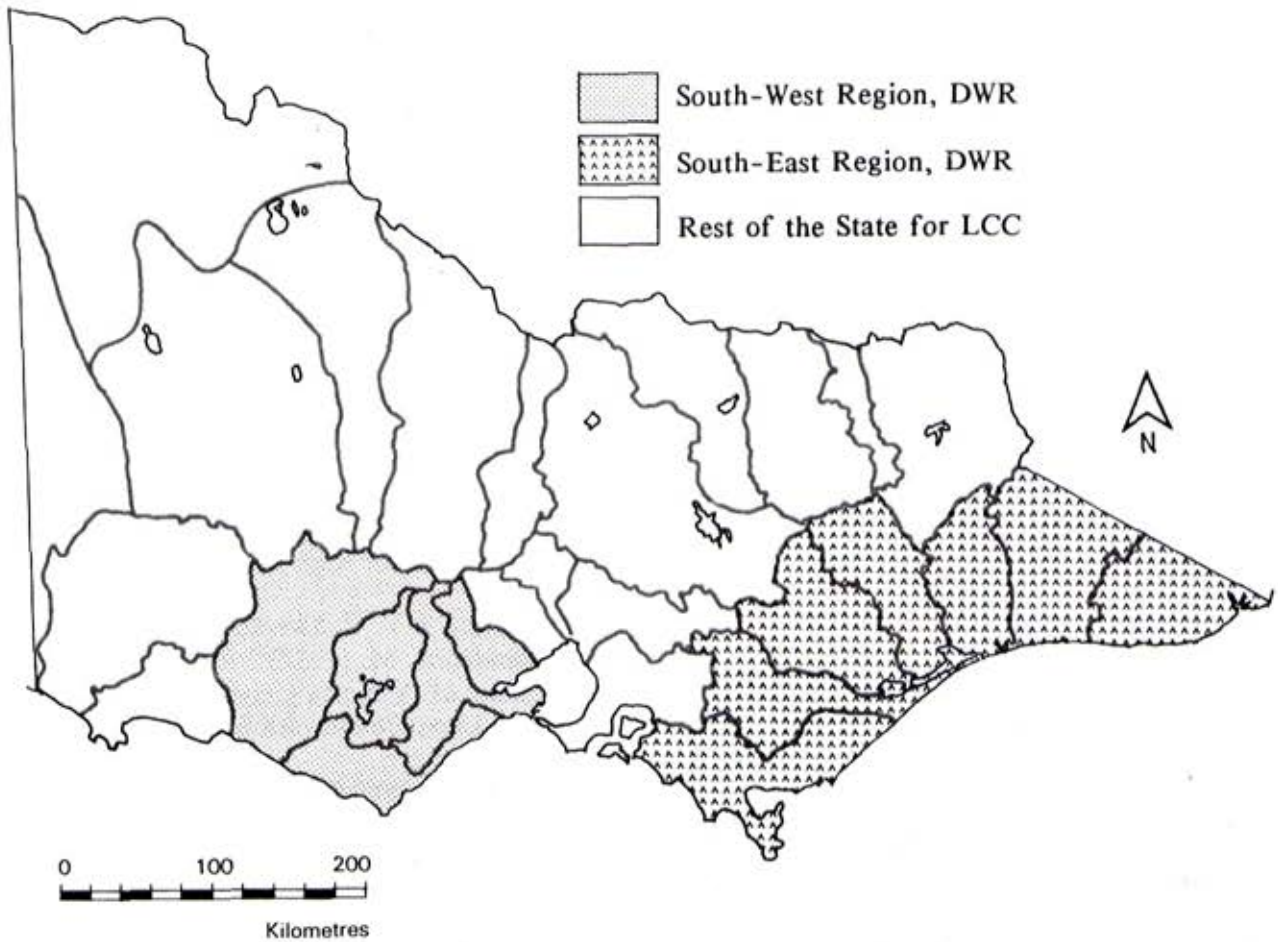 South-West Region, DWR
South-East Region, DWR
Rest of the State for LCC
N
0 100 200
Kilometres